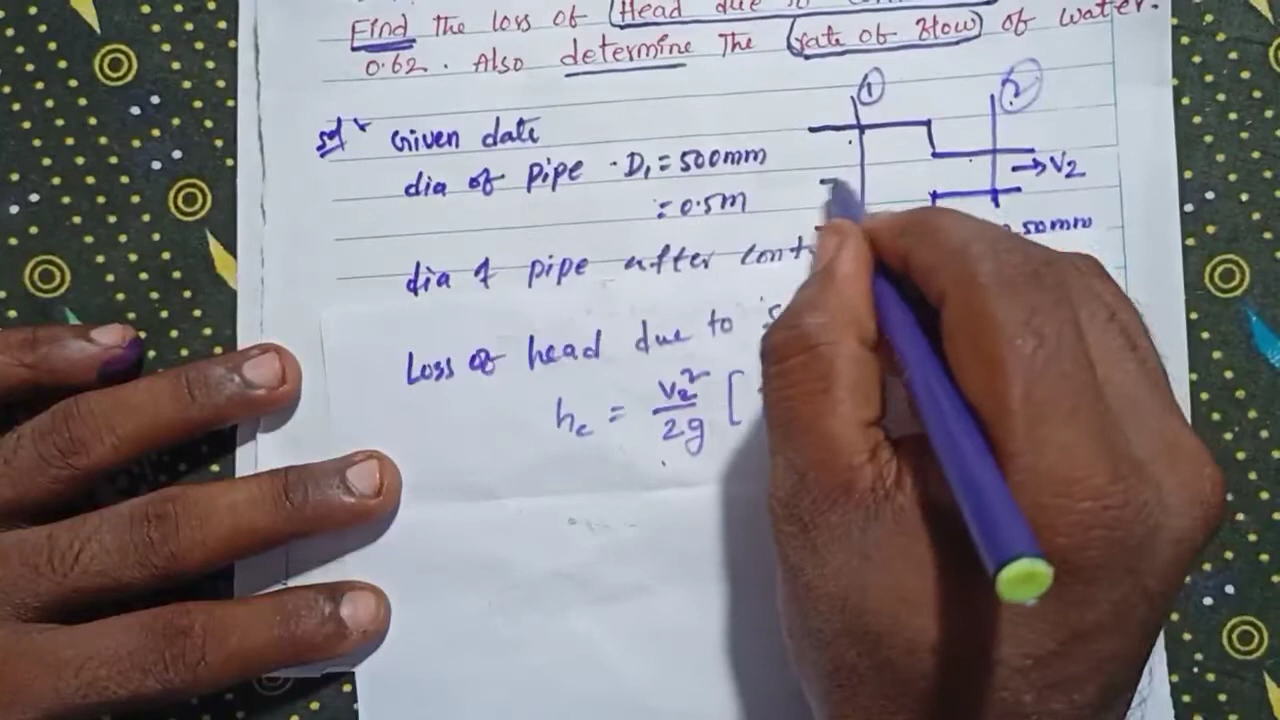 Find the loss of Head due
0.62. Also determine The rate of flow of water.
sol Given date
dia of pipe · D₁ = 500mm
= 0.5m
dia of pipe after cont
Loss of head due to
hc = V₂² / 2g [
①
②
→ V₂
50mm